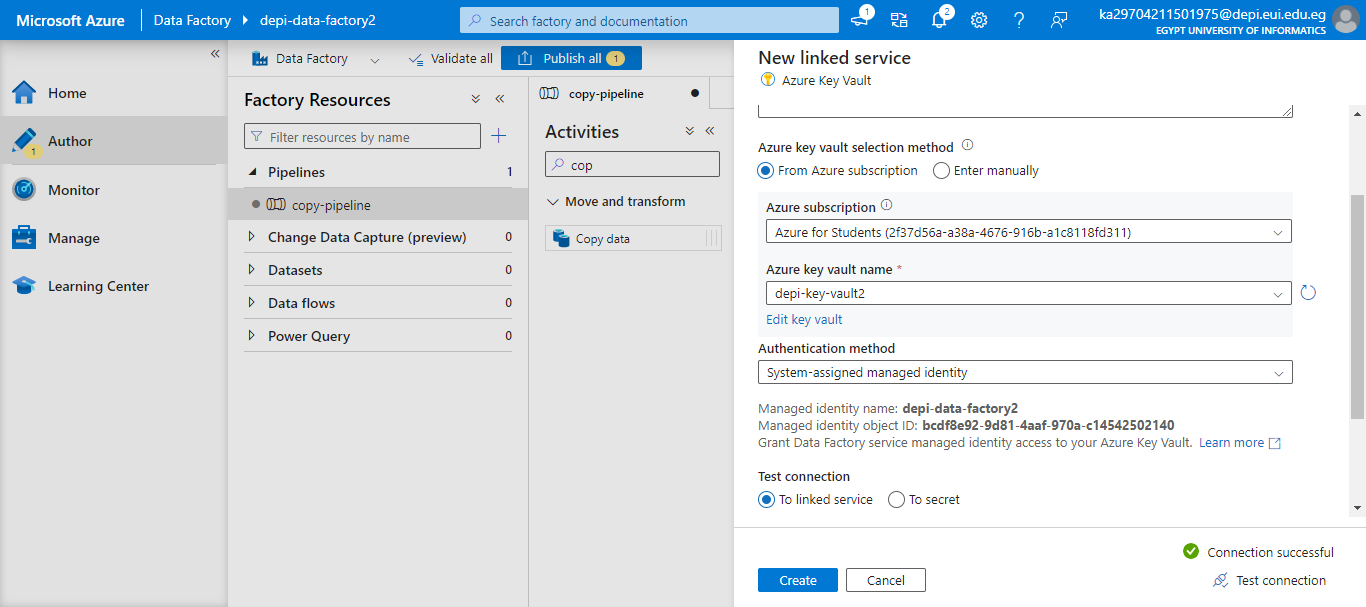 Microsoft Azure
Data Factory
depi-data-factory2
Search factory and documentation
1
2
ka29704211501975@depi.eui.edu.eg
EGYPT UNIVERSITY OF INFORMATICS
Home
Author
1
Monitor
Manage
Learning Center
Data Factory
Validate all
Publish all 1
Factory Resources
Filter resources by name
Pipelines 1
copy-pipeline
Change Data Capture (preview) 0
Datasets 0
Data flows 0
Power Query 0
copy-pipeline
Activities
cop
Move and transform
Copy data
New linked service
Azure Key Vault
Azure key vault selection method
From Azure subscription Enter manually
Azure subscription
Azure for Students (2f37d56a-a38a-4676-916b-a1c8118fd311)
Azure key vault name *
depi-key-vault2
Edit key vault
Authentication method
System-assigned managed identity
Managed identity name: depi-data-factory2
Managed identity object ID: bcdf8e92-9d81-4aaf-970a-c14542502140
Grant Data Factory service managed identity access to your Azure Key Vault. Learn more
Test connection
To linked service To secret
Connection successful
Create Cancel Test connection